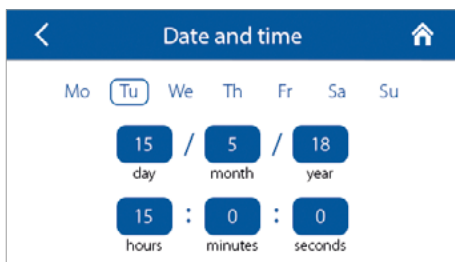 Date and time
Mo Tu We Th Fr Sa Su
15 / 5 / 18
day month year
15 : 0 : 0
hours minutes seconds